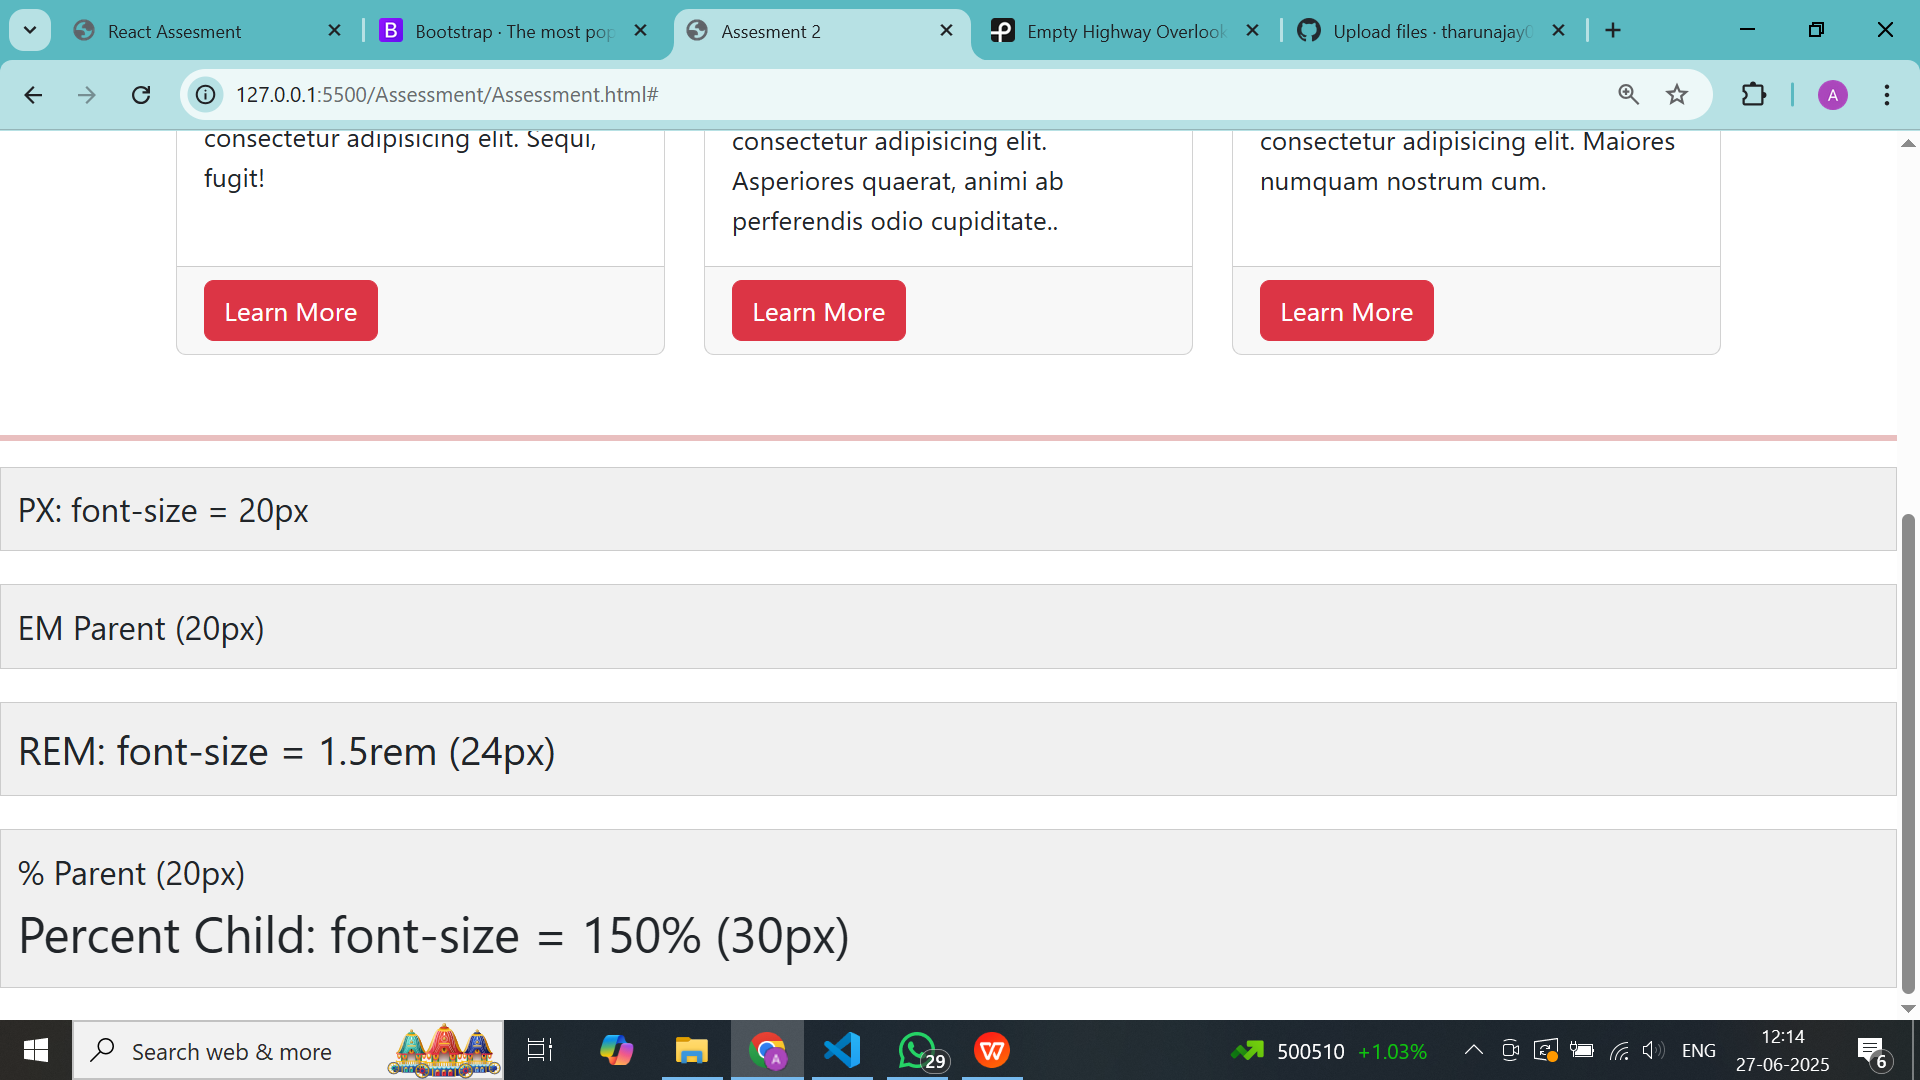 React Assesment
Bootstrap · The most pop
Assesment 2
Empty Highway Overlook
Upload files · tharunajay0
127.0.0.1:5500/Assessment/Assessment.html#
A
consectetur adipisicing elit. Sequi,
fugit!
Learn More
consectetur adipisicing elit.
Asperiores quaerat, animi ab
perferendis odio cupiditate..
Learn More
consectetur adipisicing elit. Maiores
numquam nostrum cum.
Learn More
PX: font-size = 20px
EM Parent (20px)
REM: font-size = 1.5rem (24px)
% Parent (20px)
Percent Child: font-size = 150% (30px)
Search web & more
A
29
500510 +1.03%
ENG
12:14
27-06-2025
6